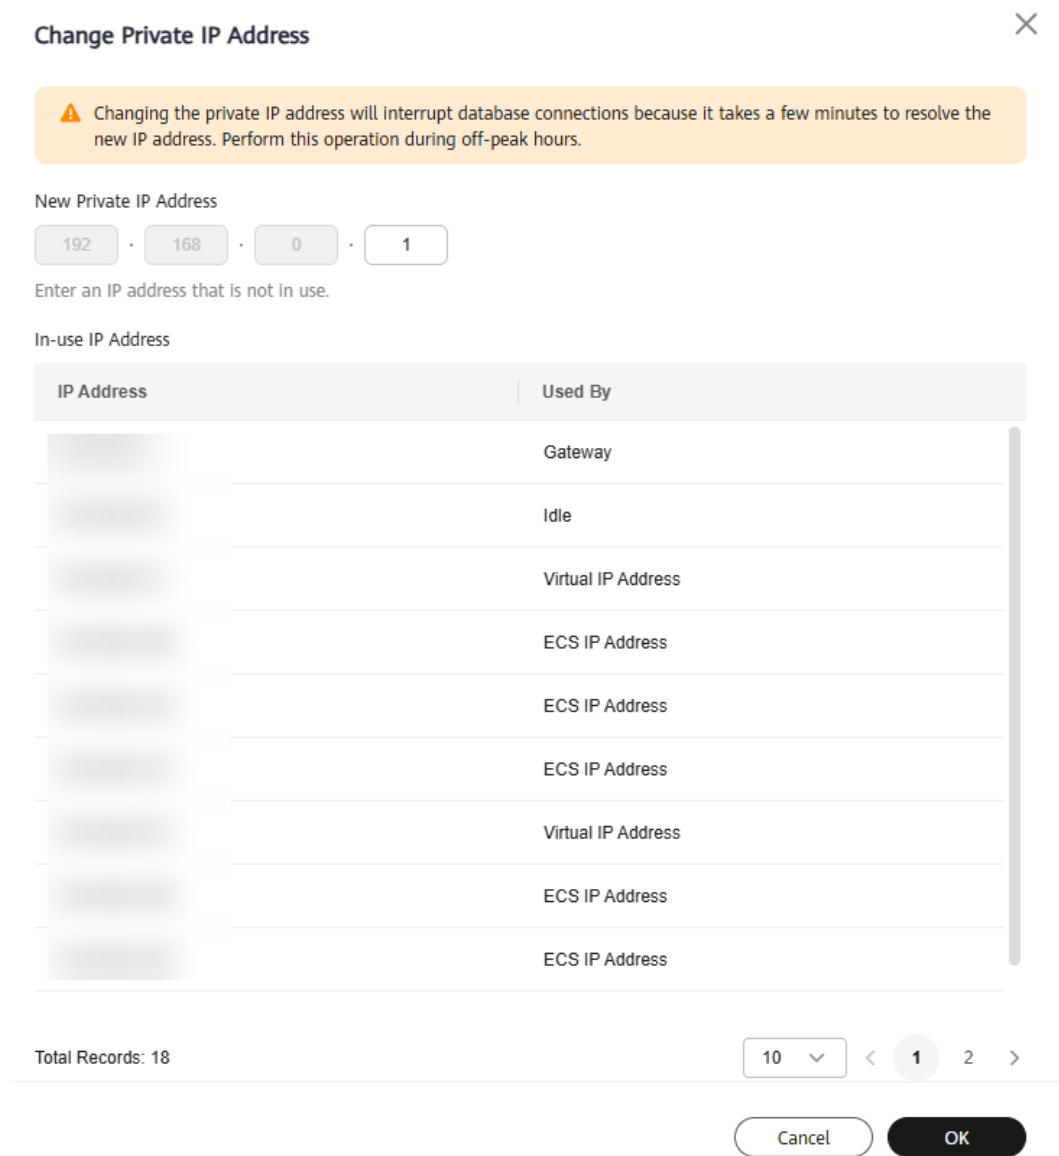 Change Private IP Address
Changing the private IP address will interrupt database connections because it takes a few minutes to resolve the
new IP address. Perform this operation during off-peak hours.
New Private IP Address
192 . 168 . 0 . 1
Enter an IP address that is not in use.
In-use IP Address
IP Address Used By
Gateway
Idle
Virtual IP Address
ECS IP Address
ECS IP Address
ECS IP Address
Virtual IP Address
ECS IP Address
ECS IP Address
Total Records: 18 10 < 1 2 >
Cancel OK